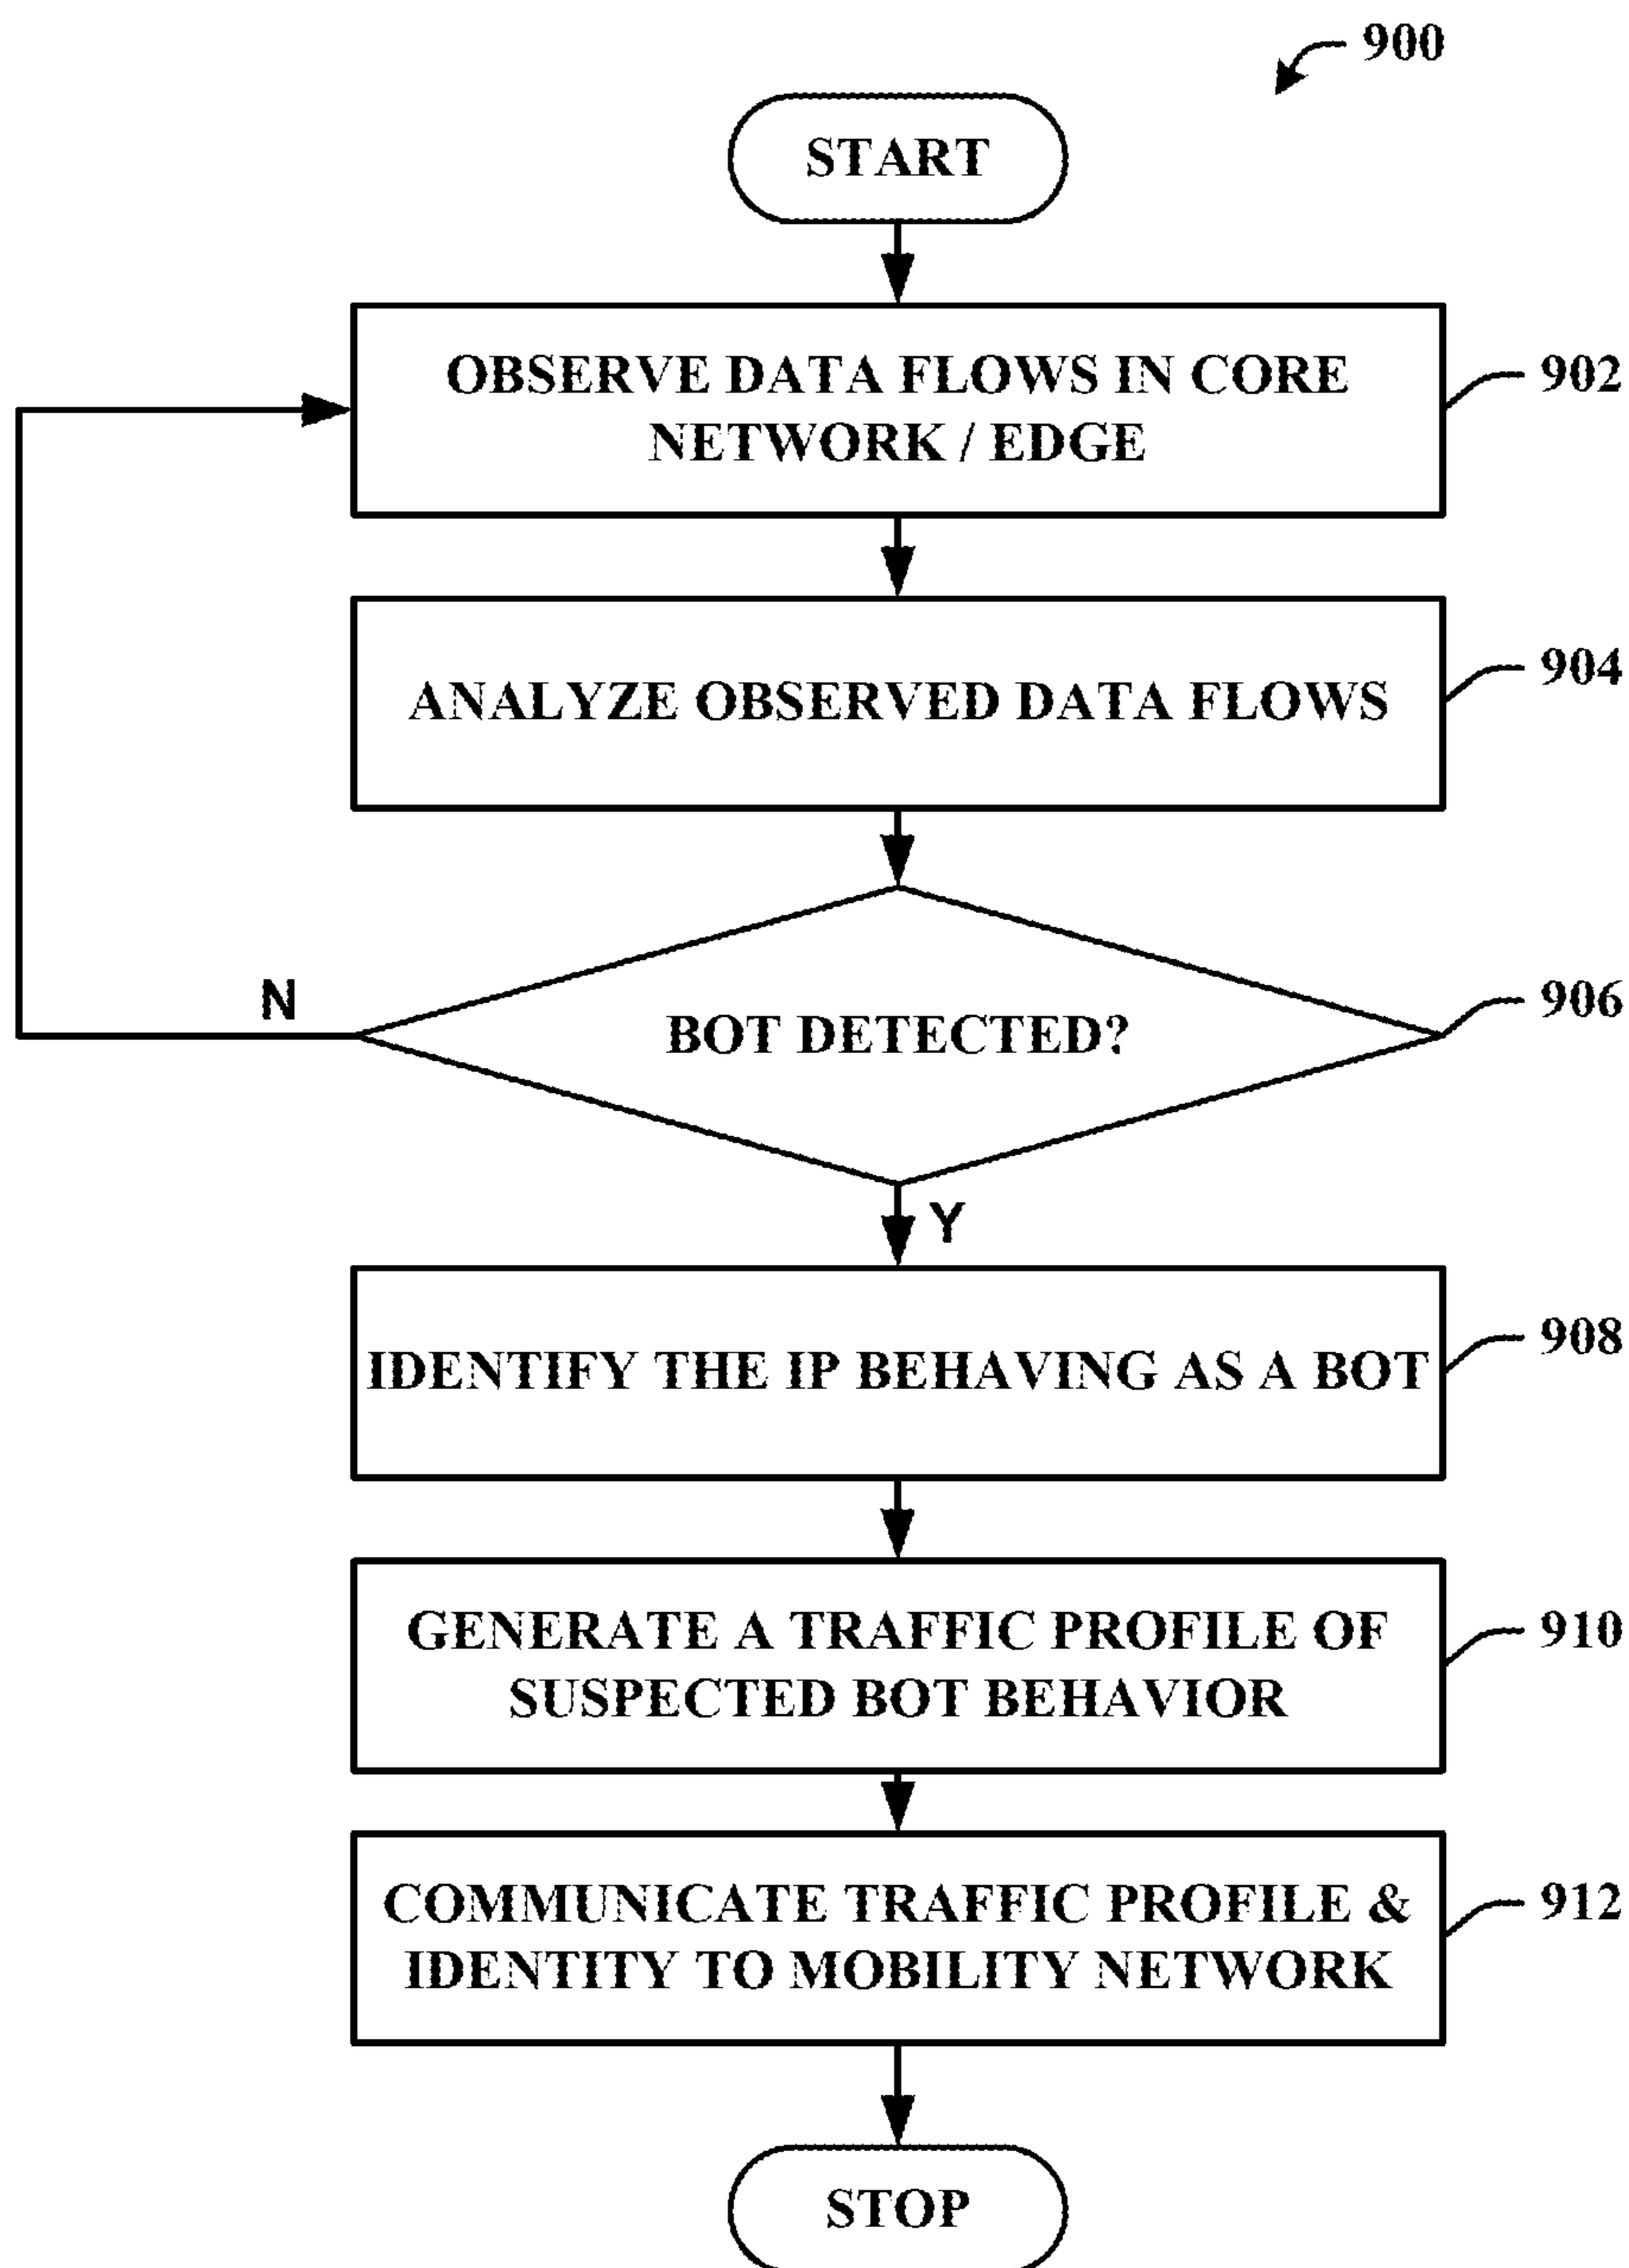 900
START
OBSERVE DATA FLOWS IN CORE
NETWORK / EDGE
902
ANALYZE OBSERVED DATA FLOWS
904
N
BOT DETECTED?
906
Y
IDENTIFY THE IP BEHAVING AS A BOT
908
GENERATE A TRAFFIC PROFILE OF
SUSPECTED BOT BEHAVIOR
910
COMMUNICATE TRAFFIC PROFILE &
IDENTITY TO MOBILITY NETWORK
912
STOP